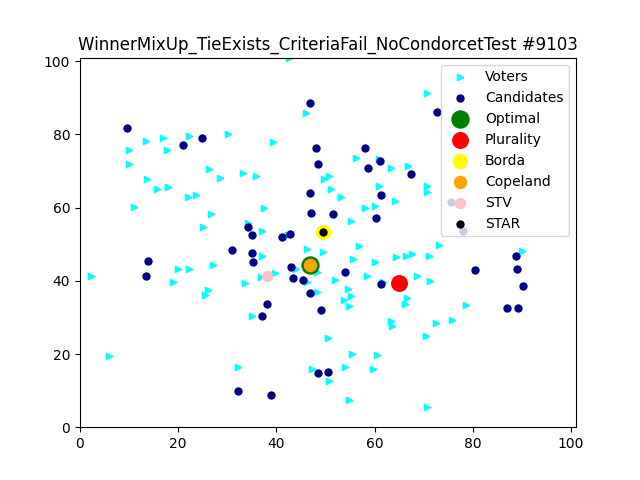 WinnerMixUp_TieExists_CriteriaFail_NoCondorcetTest #9103
100
80
60
40
20
0
0 20 40 60 80 100
Voters
Candidates
Optimal
Plurality
Borda
Copeland
STV
STAR